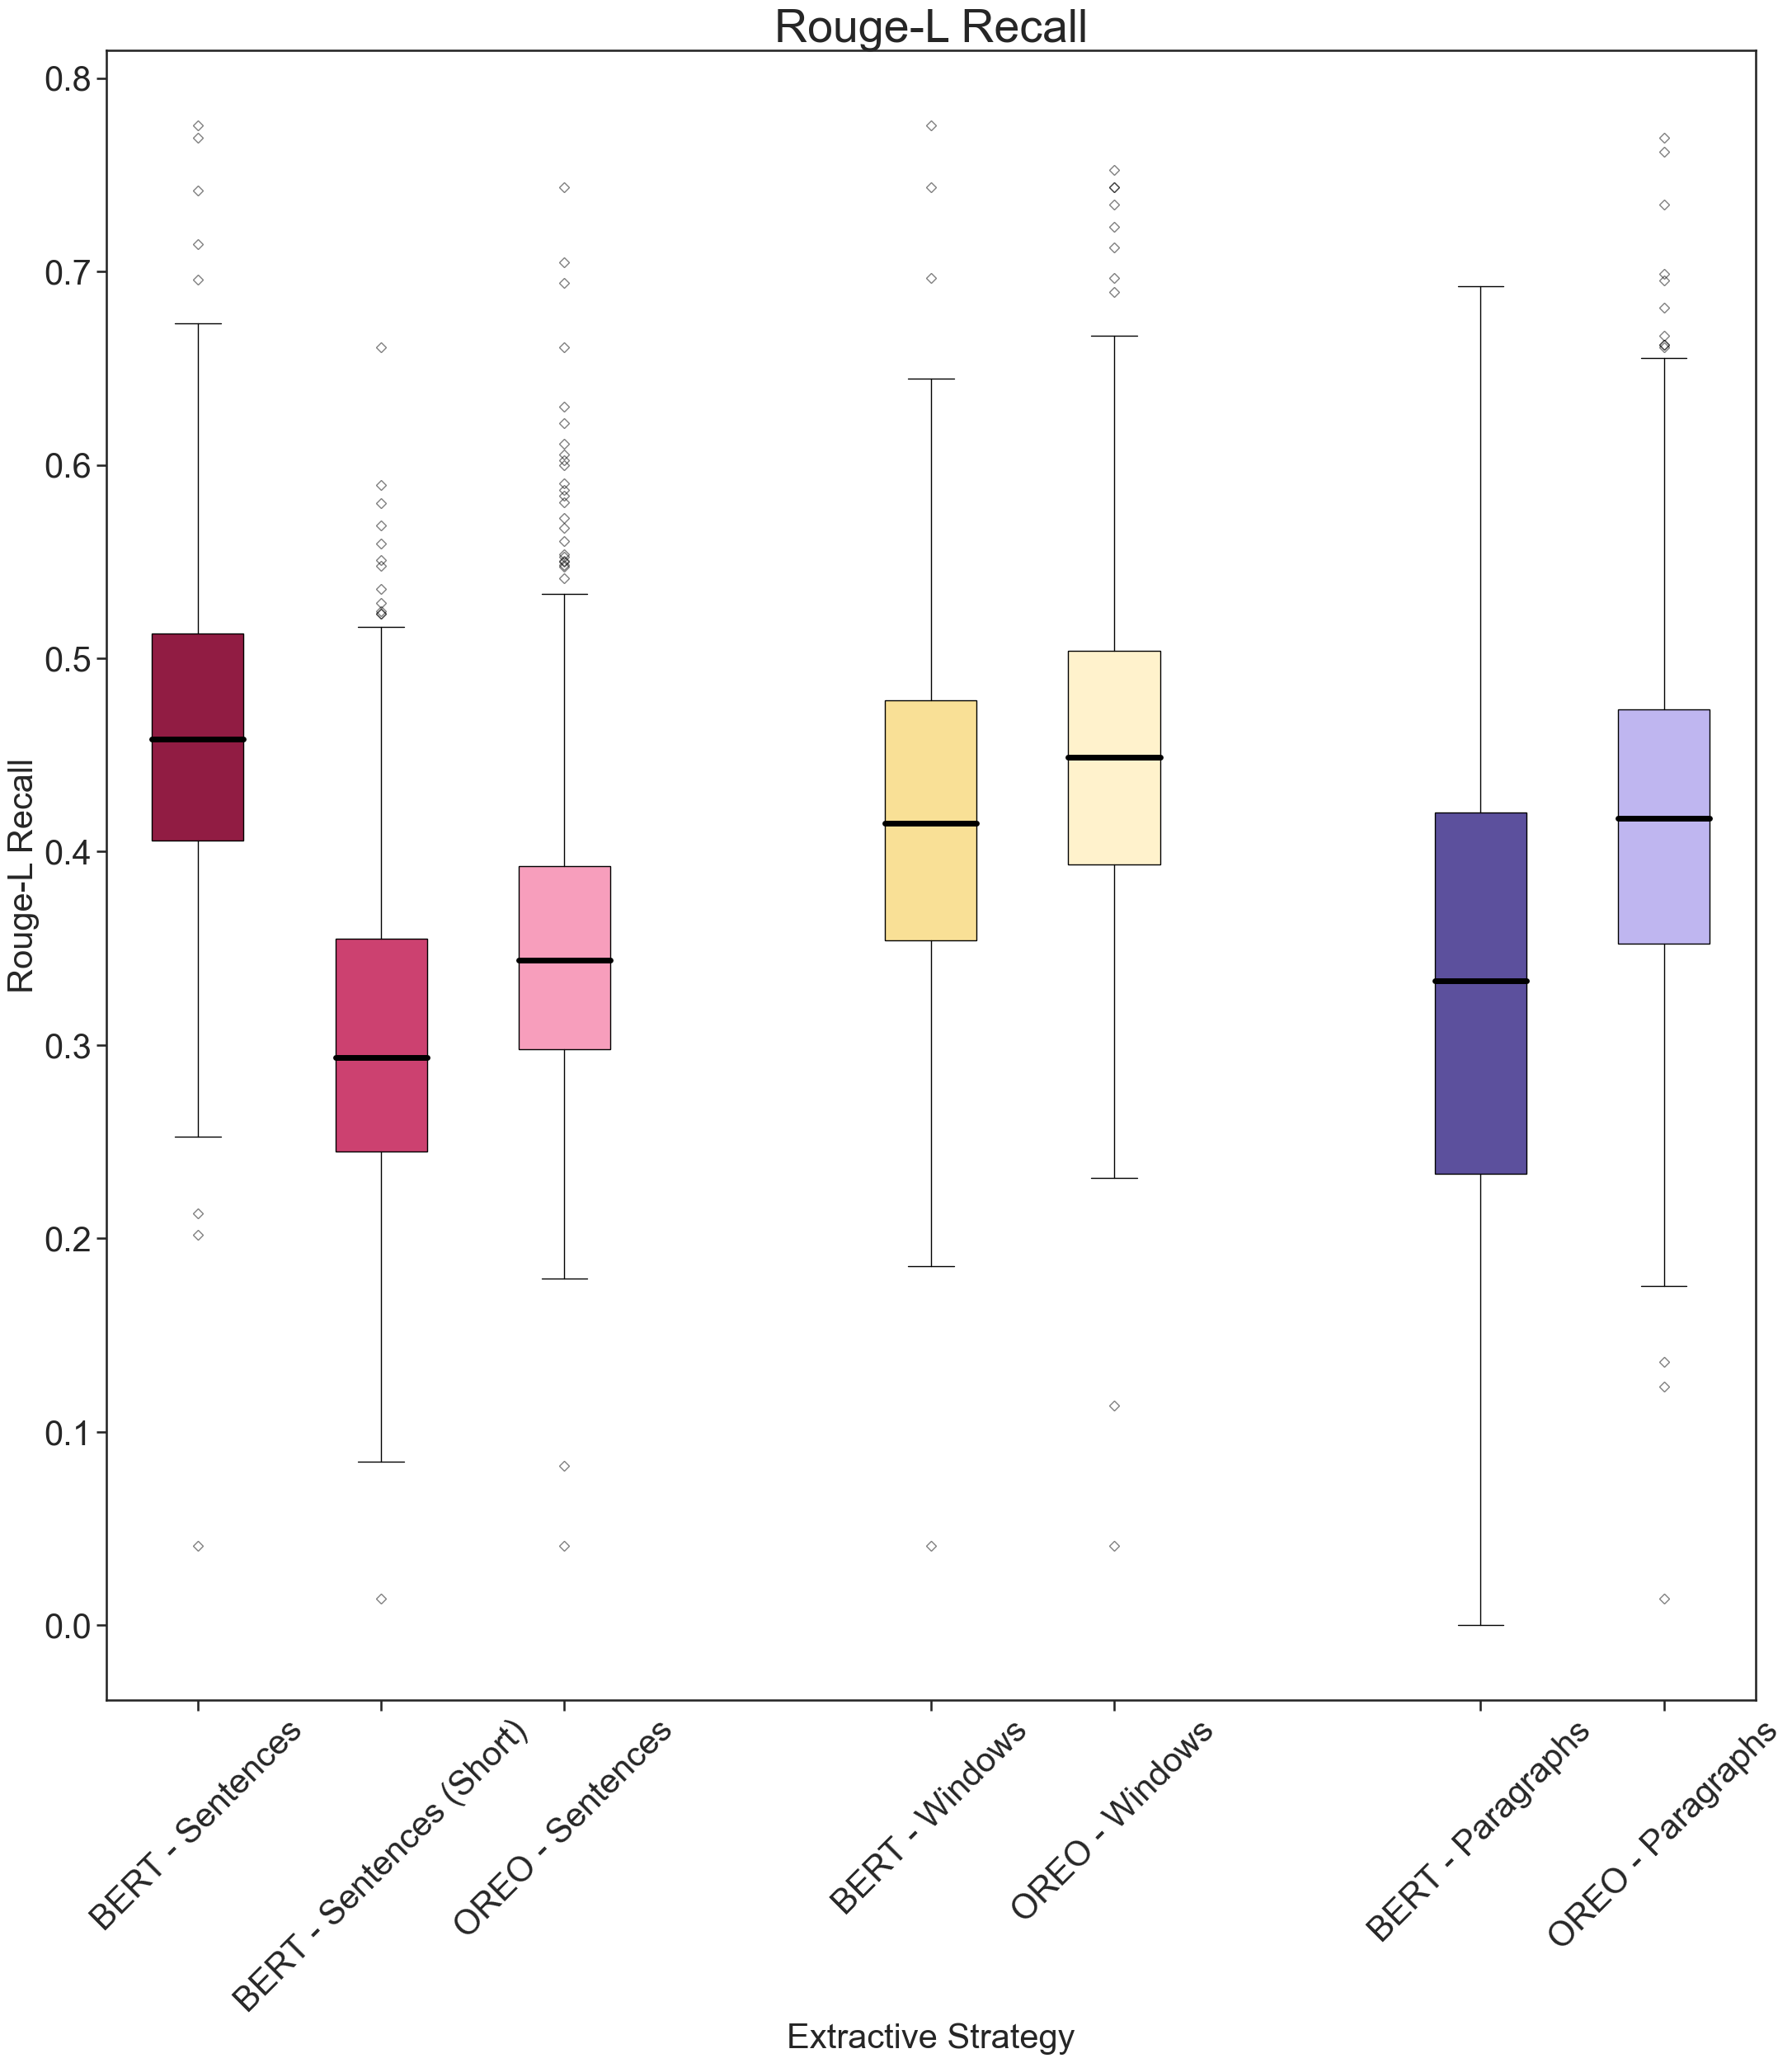 Rouge-L Recall
Rouge-L Recall
0.8
0.7
0.6
0.5
0.4
0.3
0.2
0.1
0.0
BERT - Sentences
BERT - Sentences (Short)
OREO - Sentences
BERT - Windows
OREO - Windows
BERT - Paragraphs
OREO - Paragraphs
Extractive Strategy